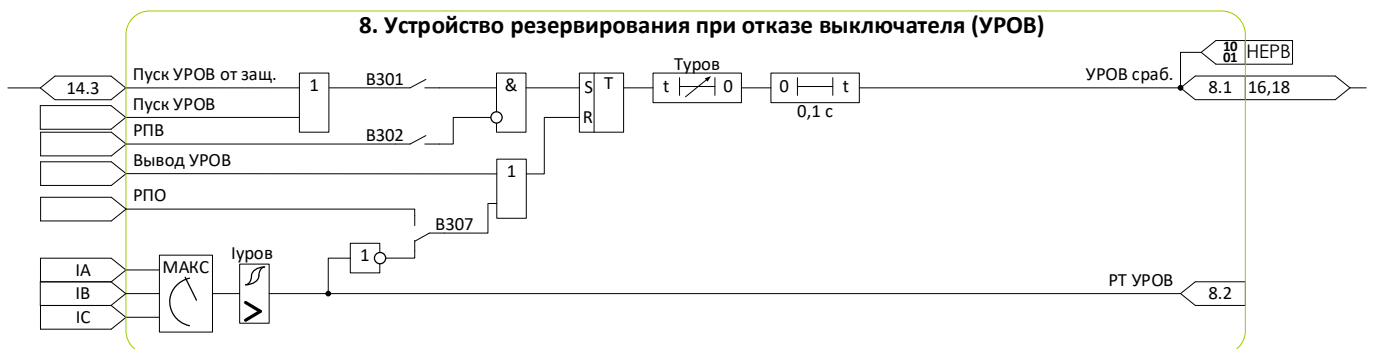 8. Устройство резервирования при отказе выключателя (УРОВ)
10
01
НЕРВ
14.3
Пуск УРОВ от защ.
1
В301
&
S
T
R
Туров
t
0
0
t
0,1 с
УРОВ сраб.
8.1
16,18
Пуск УРОВ
РПВ
В302
Вывод УРОВ
1
РПО
В307
1
IA
IB
IC
МАКС
Iуров
>
РТ УРОВ
8.2